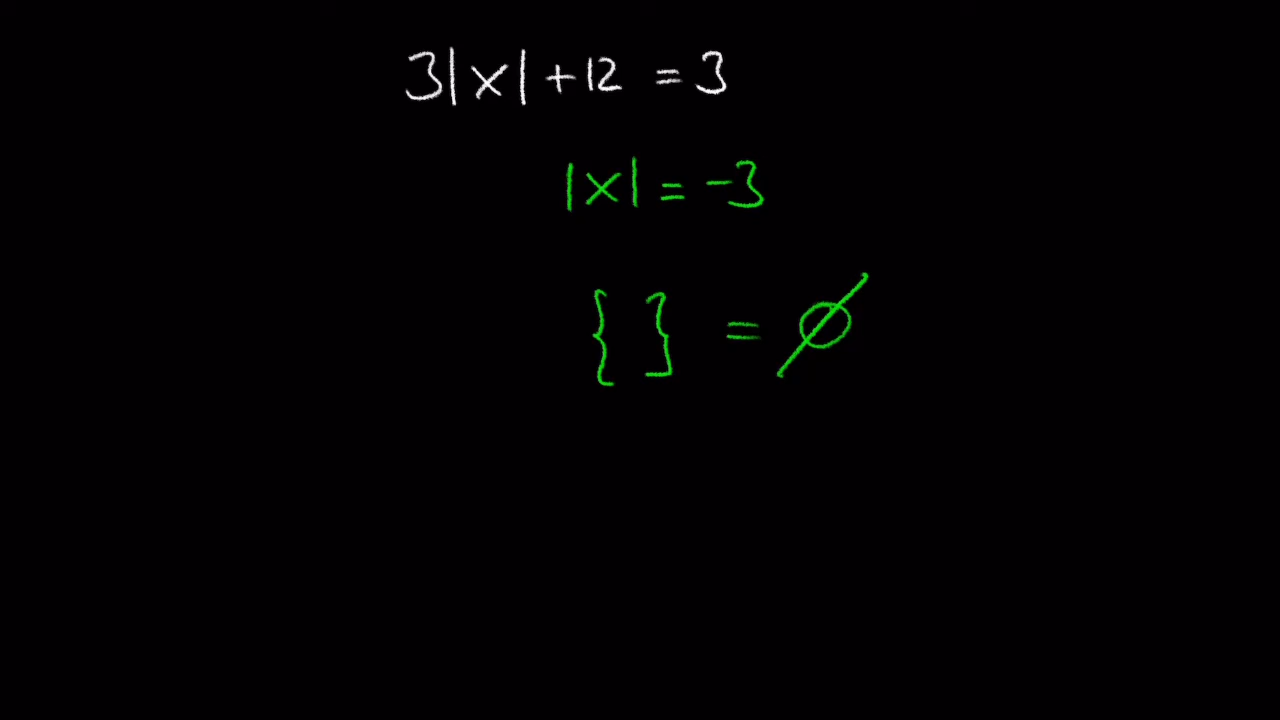 3|x| + 12 = 3
|x| = -3
{ } = ∅